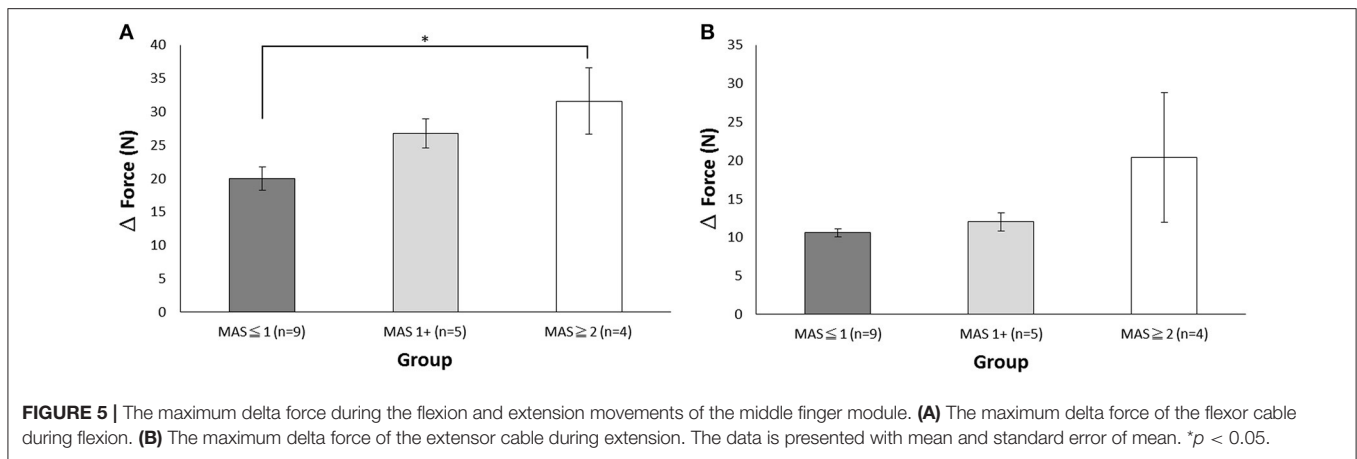 A
B
*
40
35
30
25
20
15
10
5
0
△ Force (N)
MAS≦1 (n=9)
MAS 1+ (n=5)
MAS≧2 (n=4)
Group
35
30
25
20
15
10
5
0
△ Force (N)
MAS≦1 (n=9)
MAS 1+ (n=5)
MAS≧2 (n=4)
Group
FIGURE 5 | The maximum delta force during the flexion and extension movements of the middle finger module. (A) The maximum delta force of the flexor cable
during flexion. (B) The maximum delta force of the extensor cable during extension. The data is presented with mean and standard error of mean. *p < 0.05.